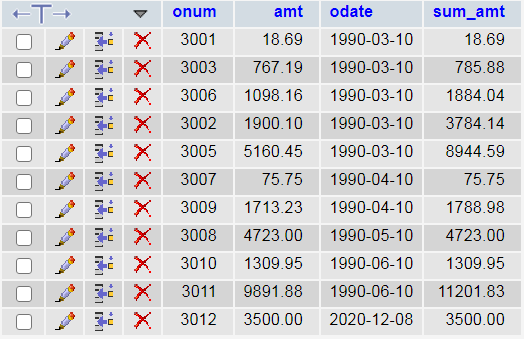 onum amt odate sum_amt
3001 18.69 1990-03-10 18.69
3003 767.19 1990-03-10 785.88
3006 1098.16 1990-03-10 1884.04
3002 1900.10 1990-03-10 3784.14
3005 5160.45 1990-03-10 8944.59
3007 75.75 1990-04-10 75.75
3009 1713.23 1990-04-10 1788.98
3008 4723.00 1990-05-10 4723.00
3010 1309.95 1990-06-10 1309.95
3011 9891.88 1990-06-10 11201.83
3012 3500.00 2020-12-08 3500.00